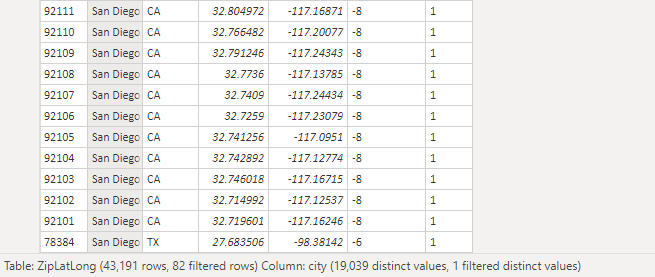 92111 San Diego CA 32.804972 -117.16871 -8 1
92110 San Diego CA 32.766482 -117.20077 -8 1
92109 San Diego CA 32.791246 -117.24343 -8 1
92108 San Diego CA 32.7736 -117.13785 -8 1
92107 San Diego CA 32.7409 -117.24434 -8 1
92106 San Diego CA 32.7259 -117.23079 -8 1
92105 San Diego CA 32.741256 -117.0951 -8 1
92104 San Diego CA 32.742892 -117.12774 -8 1
92103 San Diego CA 32.746018 -117.16715 -8 1
92102 San Diego CA 32.714992 -117.12537 -8 1
92101 San Diego CA 32.719601 -117.16246 -8 1
78384 San Diego TX 27.683506 -98.38142 -6 1
Table: ZipLatLong (43,191 rows, 82 filtered rows) Column: city (19,039 distinct values, 1 filtered distinct values)